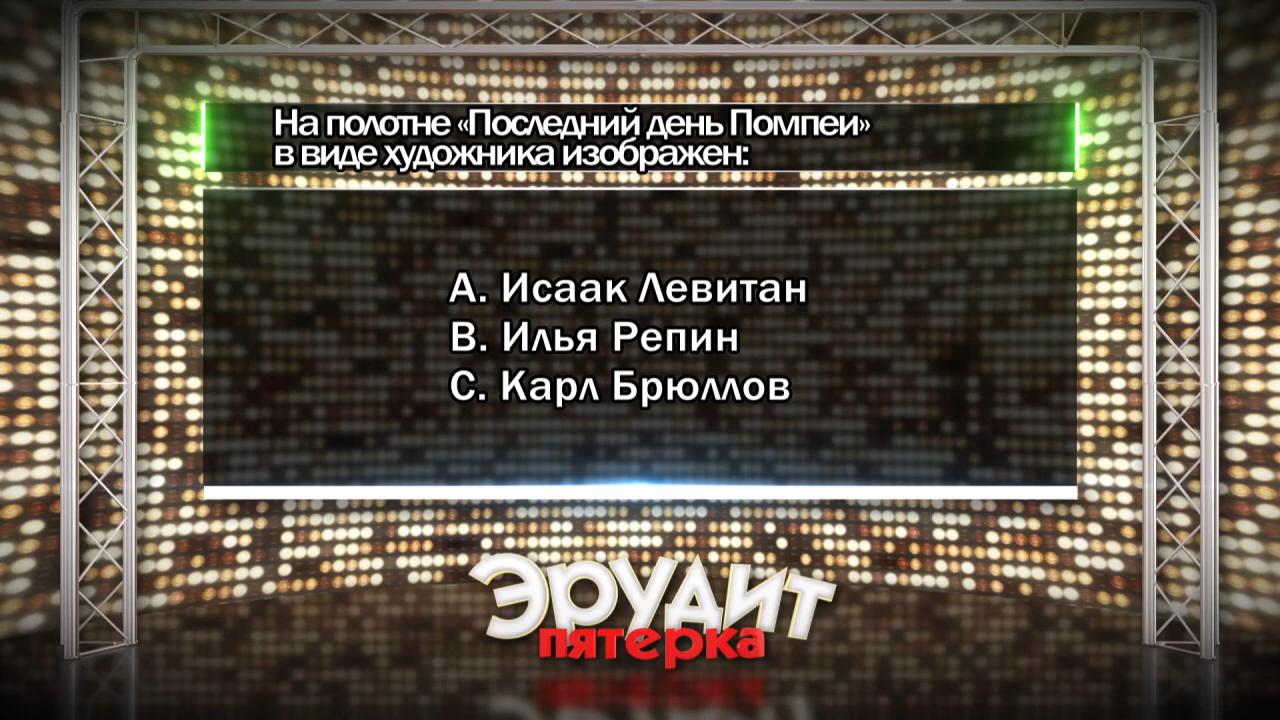 На полотне «Последний день Помпеи»
в виде художника изображен:
А. Исаак Левитан
В. Илья Репин
С. Карл Брюллов
Эрудит
пятерка